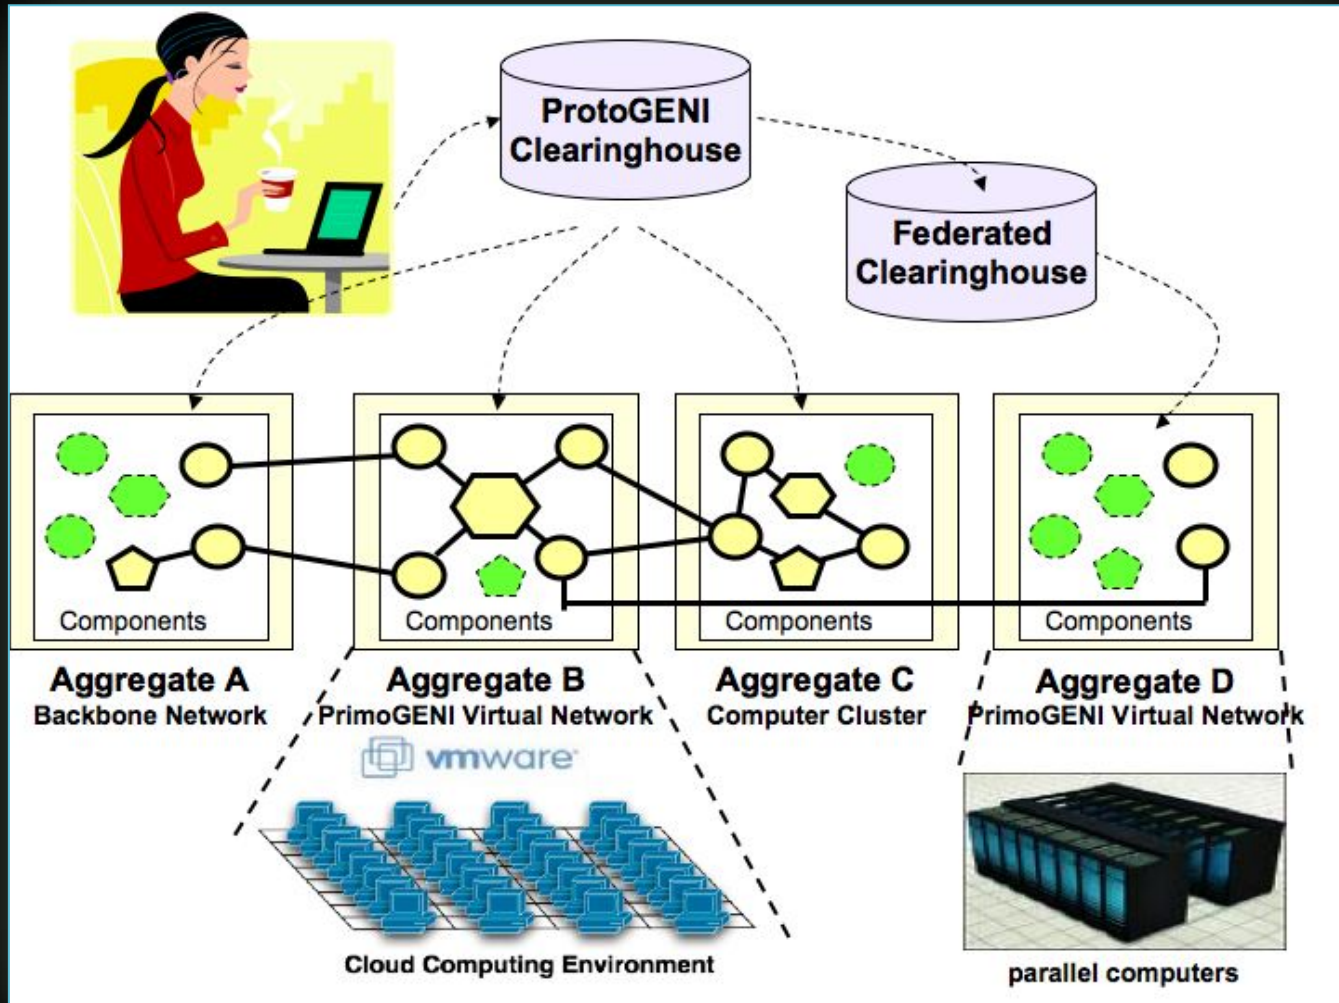 ProtoGENI
Clearinghouse
Federated
Clearinghouse
Components
Components
Components
Components
Aggregate A
Backbone Network
Aggregate B
PrimoGENI Virtual Network
Aggregate C
Computer Cluster
Aggregate D
PrimoGENI Virtual Network
vmware
Cloud Computing Environment
parallel computers